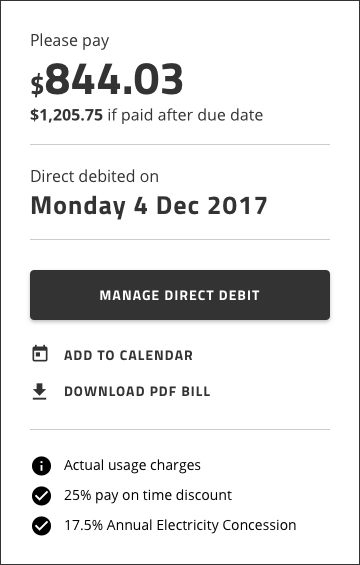 Please pay
$844.03
$1,205.75 if paid after due date
Direct debited on
Monday 4 Dec 2017
MANAGE DIRECT DEBIT
ADD TO CALENDAR
DOWNLOAD PDF BILL
Actual usage charges
25% pay on time discount
17.5% Annual Electricity Concession